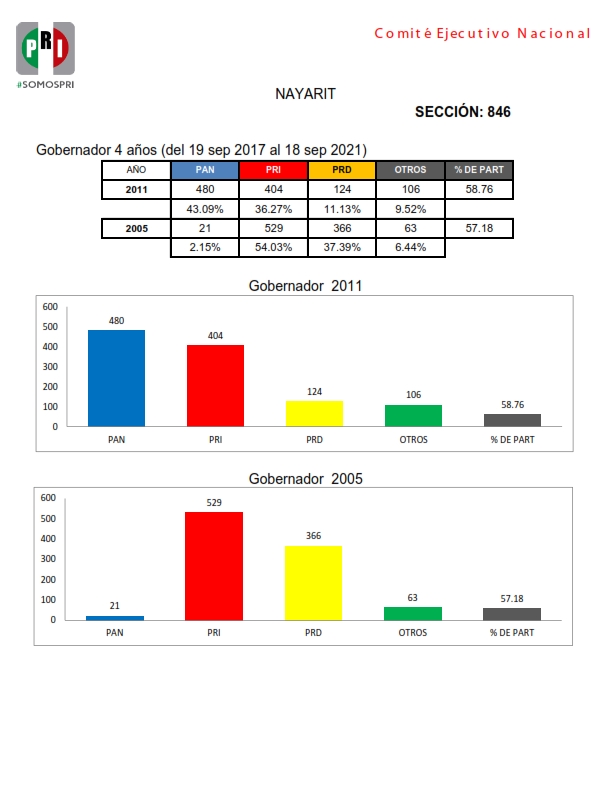 PRI
#SOMOSPRI
Comité Ejecutivo Nacional
NAYARIT
SECCIÓN: 846
Gobernador 4 años (del 19 sep 2017 al 18 sep 2021)
AÑO PAN PRI PRD OTROS % DE PART
2011 480 404 124 106 58.76
43.09% 36.27% 11.13% 9.52%
2005 21 529 366 63 57.18
2.15% 54.03% 37.39% 6.44%
Gobernador 2011
600
500
400
300
200
100
0
480
404
124
106
58.76
PAN PRI PRD OTROS % DE PART
Gobernador 2005
600
500
400
300
200
100
0
21
529
366
63
57.18
PAN PRI PRD OTROS % DE PART